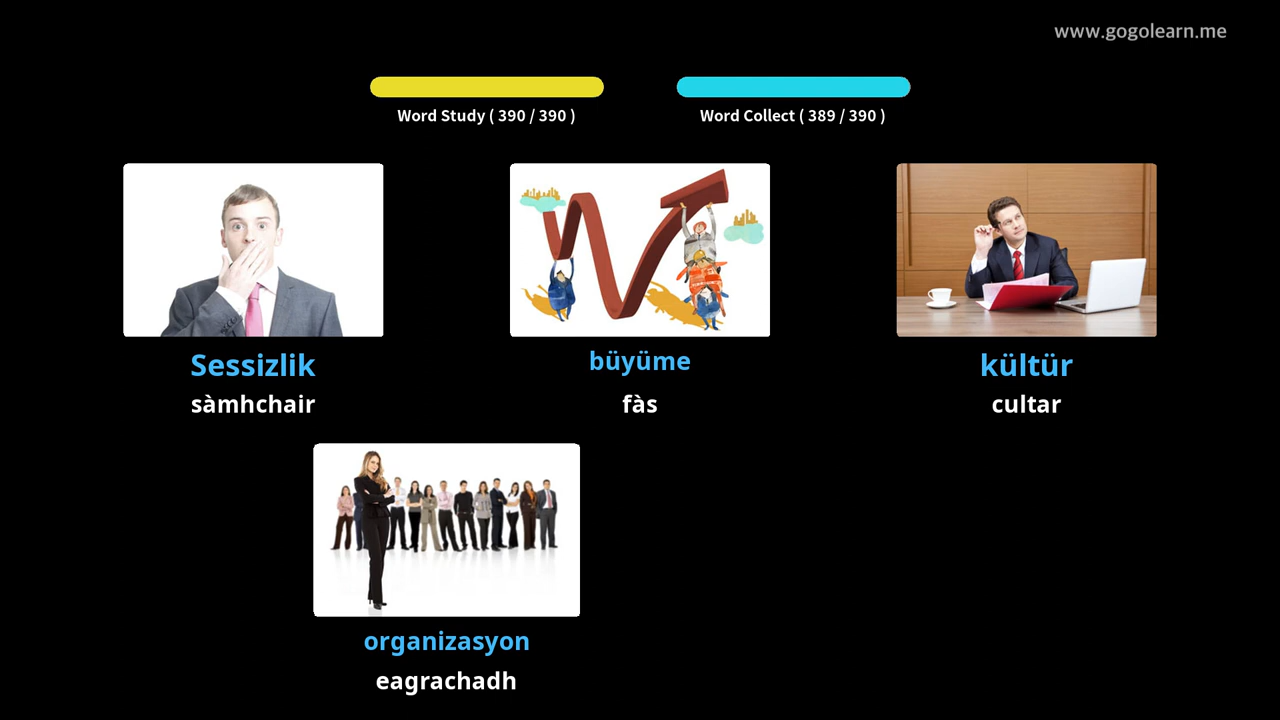 www.gogolearn.me
Word Study ( 390 / 390 )
Word Collect ( 389 / 390 )
Sessizlik
sàmhchair
büyüme
fàs
kültür
cultar
organizasyon
eagrachadh